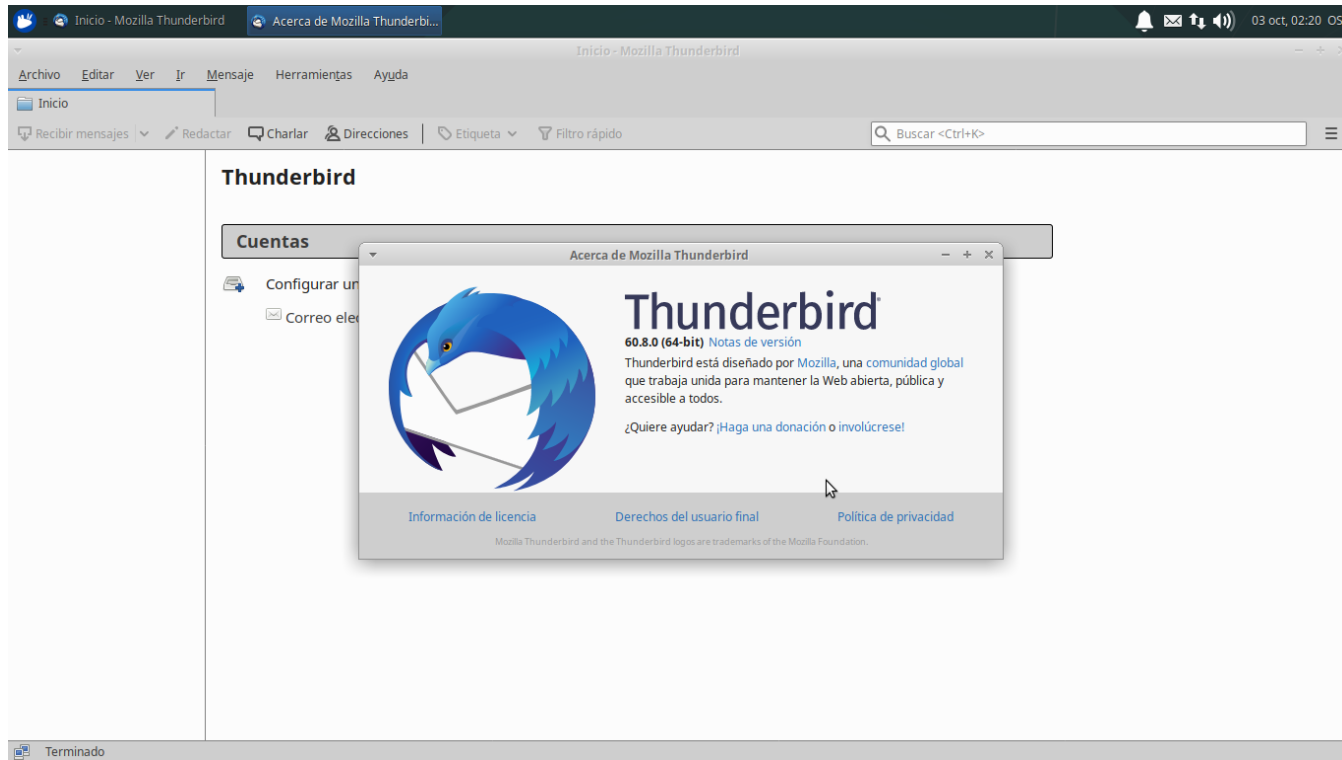 Inicio - Mozilla Thunderbird
Acerca de Mozilla Thunderbi...
03 oct, 02:20 OS
Inicio - Mozilla Thunderbird
Archivo Editar Ver Ir Mensaje Herramientas Ayuda
Inicio
Recibir mensajes Redactar Charlar Direcciones Etiqueta Filtro rápido Buscar <Ctrl+K>
Thunderbird
Cuentas
Configurar un
Correo elec
Acerca de Mozilla Thunderbird
Thunderbird
60.8.0 (64-bit) Notas de versión
Thunderbird está diseñado por Mozilla, una comunidad global
que trabaja unida para mantener la Web abierta, pública y
accesible a todos.
¿Quiere ayudar? ¡Haga una donación o involúcrese!
Información de licencia Derechos del usuario final Política de privacidad
Mozilla Thunderbird and the Thunderbird logos are trademarks of the Mozilla Foundation.
Terminado